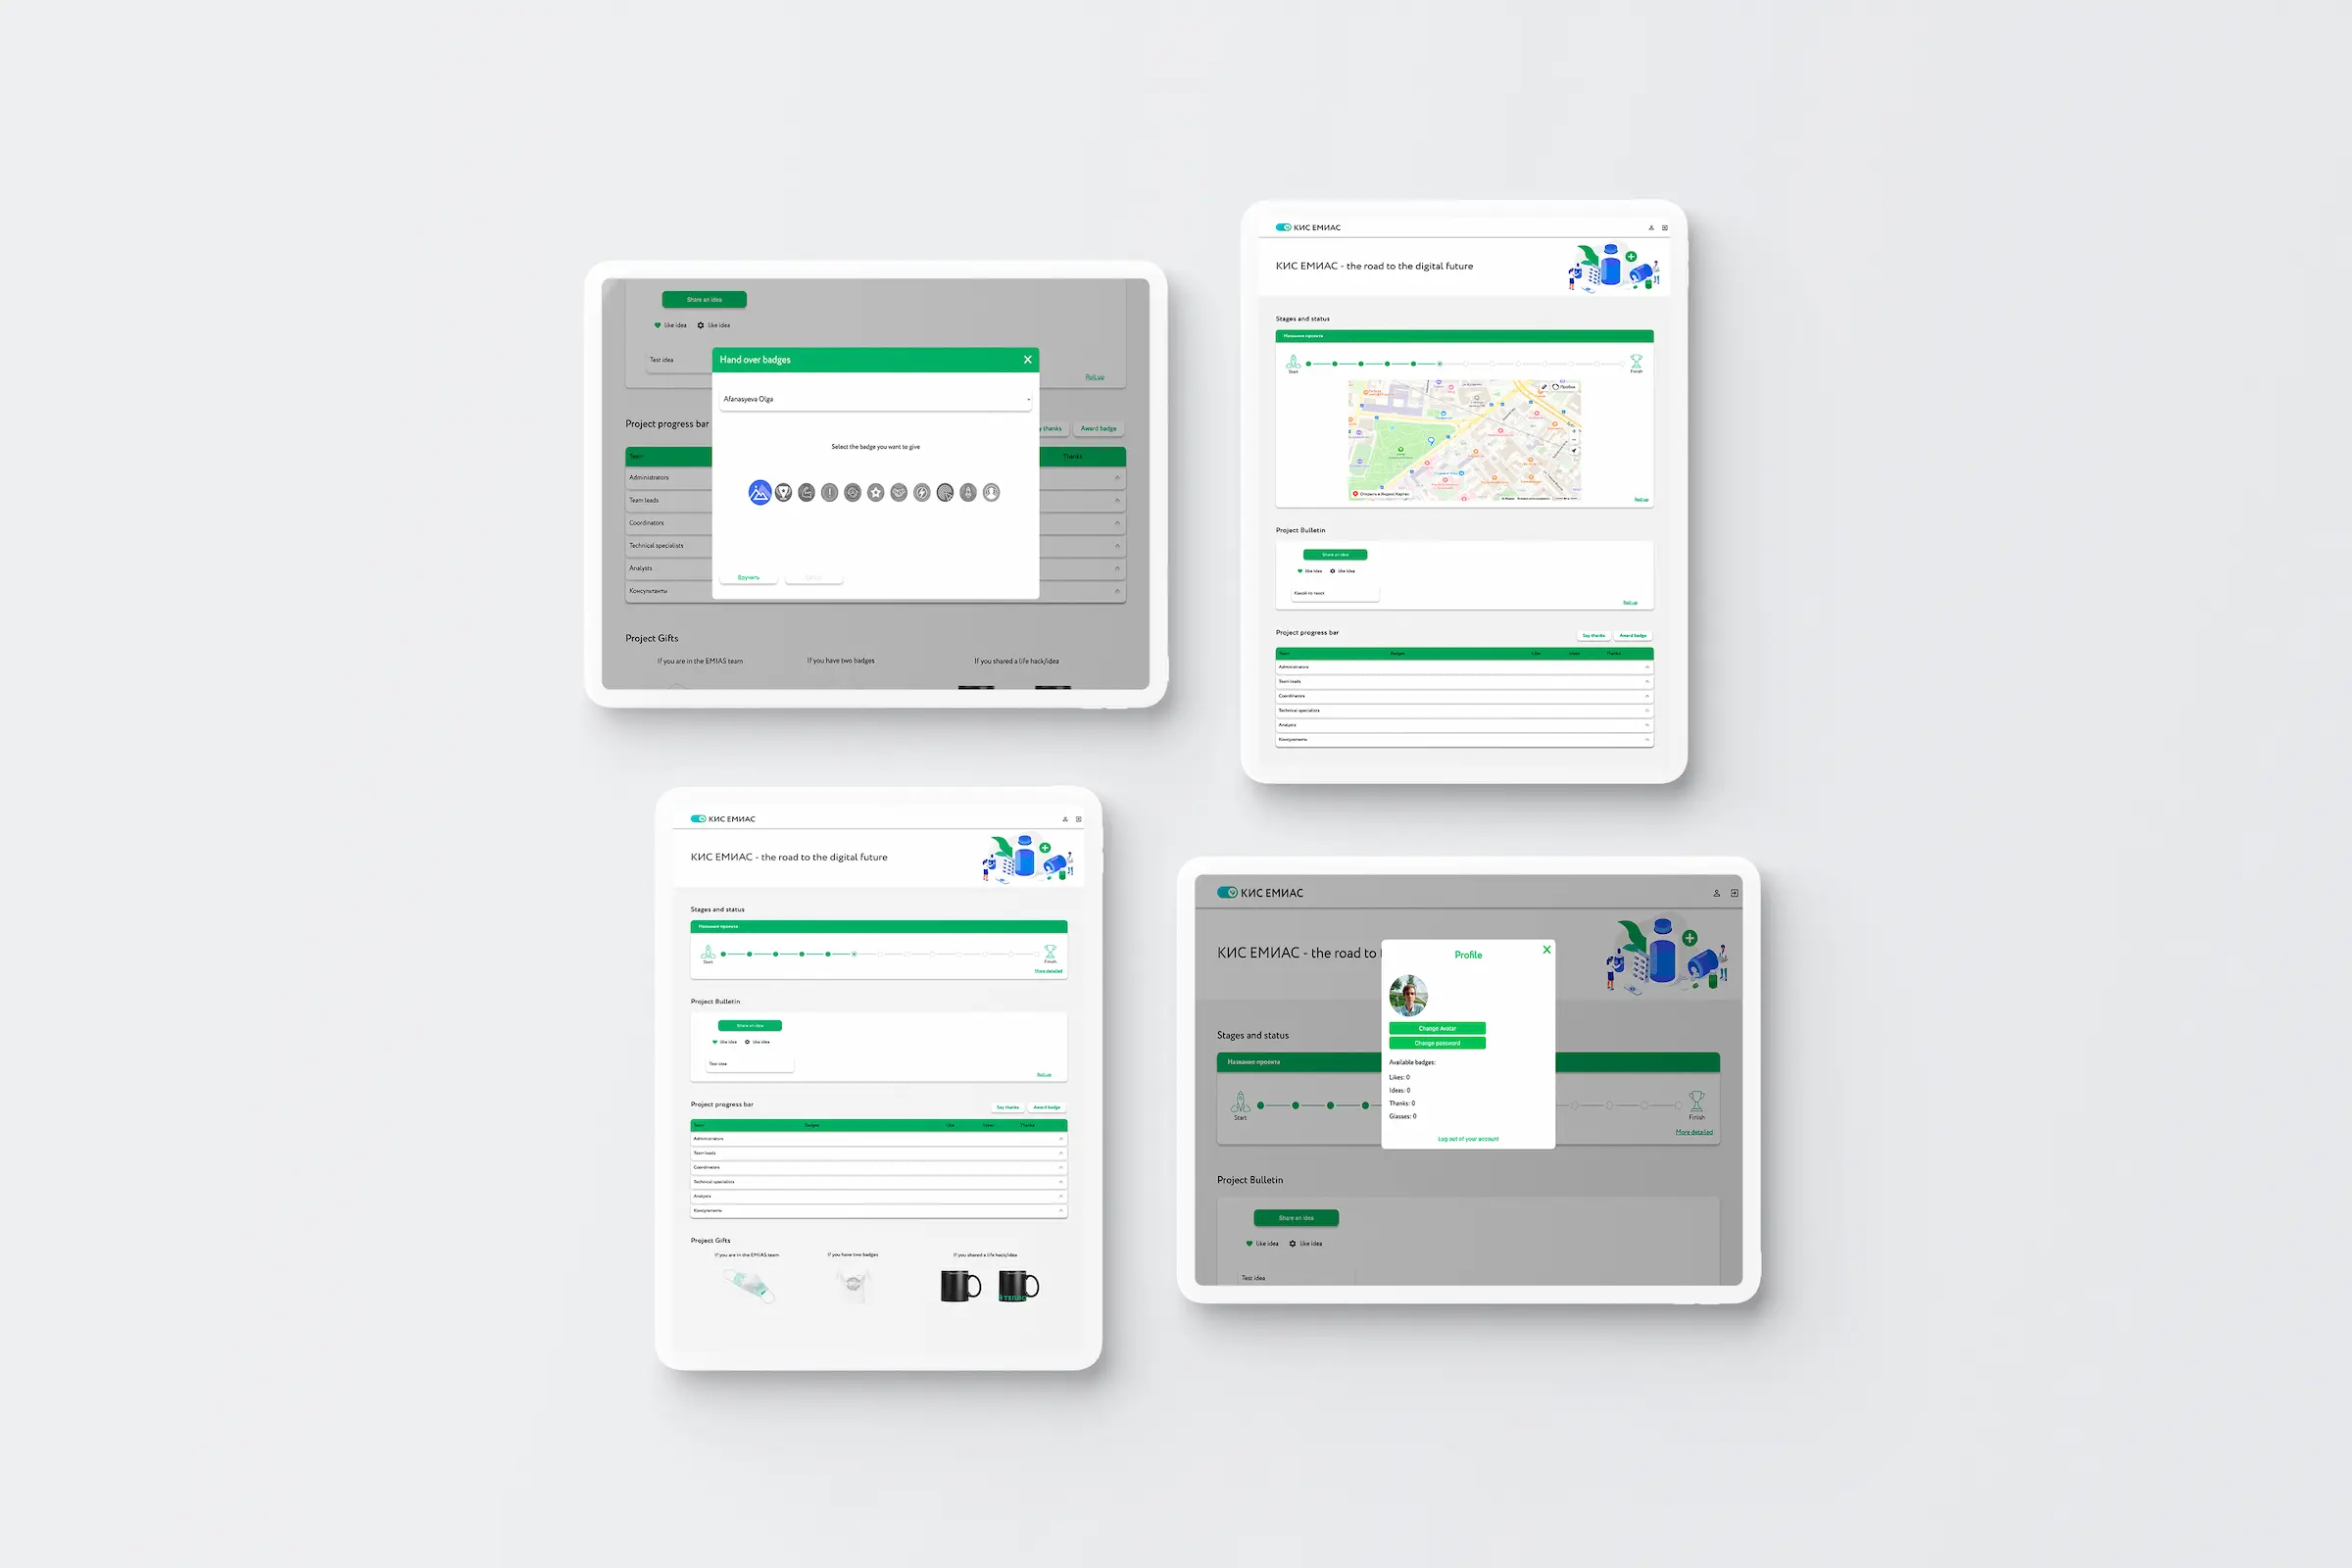 Share an idea
like idea like idea
Test idea
Roll up
Project progress bar
y thanks Award badge
Team Thanks
Administrators
Team leads
Coordinators
Technical specialists
Analysts
Консультанты
Project Gifts
If you are in the EMIAS team If you have two badges If you shared a life hack/idea
Hand over badges
Afanasyeva Olga
Select the badge you want to give
Вручить
КИС ЕМИАС
КИС ЕМИАС - the road to the digital future
Stages and status
Название проекта
Start Finish
Открыть в Яндекс.Картах
Пробки
Roll up
Project Bulletin
Share an idea
like idea like idea
Какой то текст
Roll up
Project progress bar
Say thanks Award badge
Team Badges Like Ideas Thanks
Administrators
Team leads
Coordinators
Technical specialists
Analysts
Консультанты
КИС ЕМИАС
КИС ЕМИАС - the road to the digital future
Stages and status
Название проекта
Start Finish
More detailed
Project Bulletin
Share an idea
like idea like idea
Test idea
Roll up
Project progress bar
Say thanks Award badge
Team Badges Like Ideas Thanks
Administrators
Team leads
Coordinators
Technical specialists
Analysts
Консультанты
Project Gifts
If you are in the EMIAS team If you have two badges If you shared a life hack/idea
КИС ЕМИАС
КИС ЕМИАС - the road to
Stages and status
Название проекта
Start Finish
More detailed
Project Bulletin
Share an idea
like idea like idea
Test idea
Profile
Change Avatar
Change password
Available badges:
Likes: 0
Ideas: 0
Thanks: 0
Glasses: 0
Log out of your account